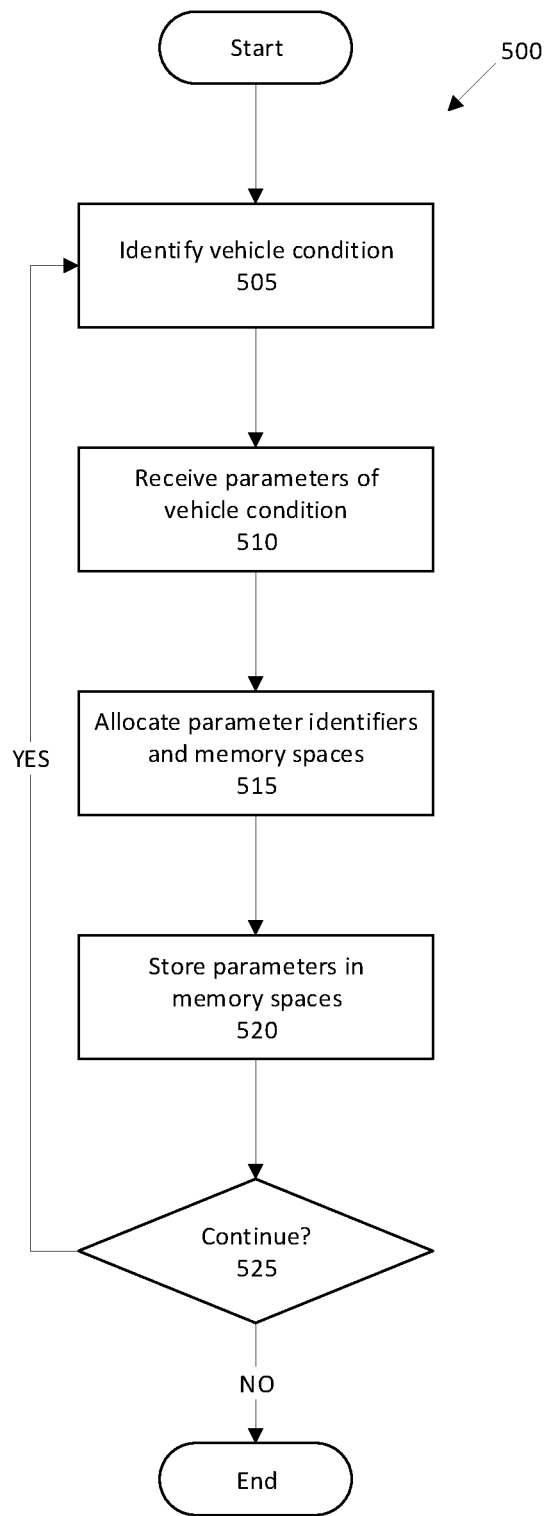 Start
500
Identify vehicle condition
505
Receive parameters of
vehicle condition
510
Allocate parameter identifiers
and memory spaces
515
YES
Store parameters in
memory spaces
520
Continue?
525
NO
End